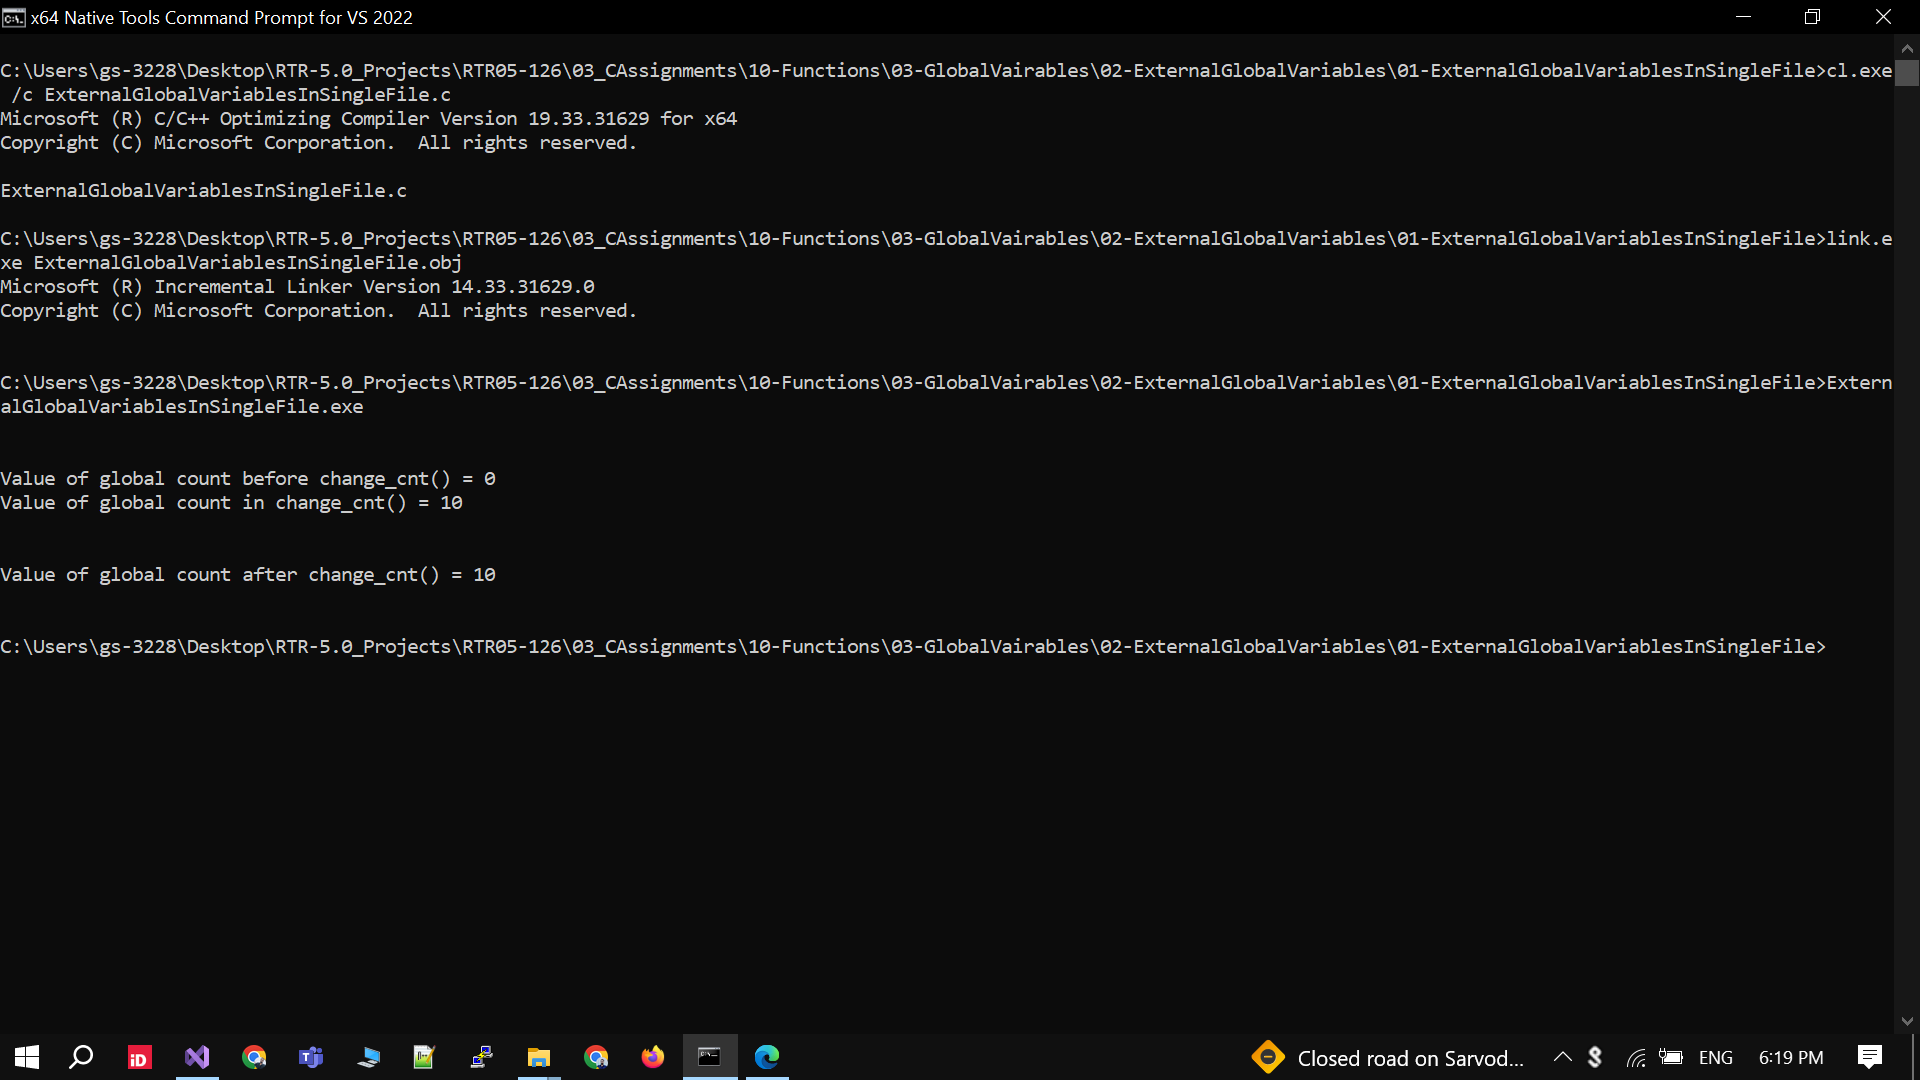 x64 Native Tools Command Prompt for VS 2022
C:\Users\gs-3228\Desktop\RTR-5.0_Projects\RTR05-126\03_CAssignments\10-Functions\03-GlobalVairables\02-ExternalGlobalVariables\01-ExternalGlobalVariablesInSingleFile>cl.exe
 /c ExternalGlobalVariablesInSingleFile.c
Microsoft (R) C/C++ Optimizing Compiler Version 19.33.31629 for x64
Copyright (C) Microsoft Corporation.  All rights reserved.
ExternalGlobalVariablesInSingleFile.c
C:\Users\gs-3228\Desktop\RTR-5.0_Projects\RTR05-126\03_CAssignments\10-Functions\03-GlobalVairables\02-ExternalGlobalVariables\01-ExternalGlobalVariablesInSingleFile>link.e
xe ExternalGlobalVariablesInSingleFile.obj
Microsoft (R) Incremental Linker Version 14.33.31629.0
Copyright (C) Microsoft Corporation.  All rights reserved.
C:\Users\gs-3228\Desktop\RTR-5.0_Projects\RTR05-126\03_CAssignments\10-Functions\03-GlobalVairables\02-ExternalGlobalVariables\01-ExternalGlobalVariablesInSingleFile>Extern
alGlobalVariablesInSingleFile.exe
Value of global count before change_cnt() = 0
Value of global count in change_cnt() = 10
Value of global count after change_cnt() = 10
C:\Users\gs-3228\Desktop\RTR-5.0_Projects\RTR05-126\03_CAssignments\10-Functions\03-GlobalVairables\02-ExternalGlobalVariables\01-ExternalGlobalVariablesInSingleFile>
iD
Closed road on Sarvod...
ENG
6:19 PM